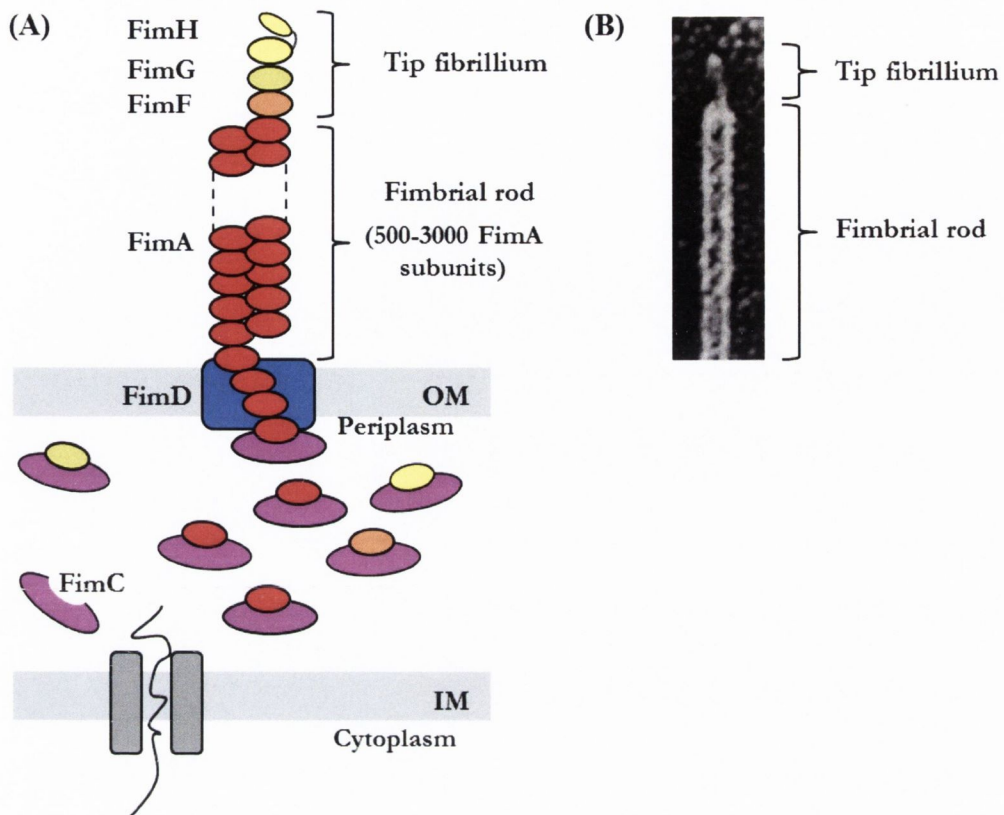 (A)
FimH
FimG
FimF
Tip fibrillium
FimA
Fimbrial rod
(500-3000 FimA
subunits)
FimD
OM
Periplasm
FimC
IM
Cytoplasm
(B)
Tip fibrillium
Fimbrial rod